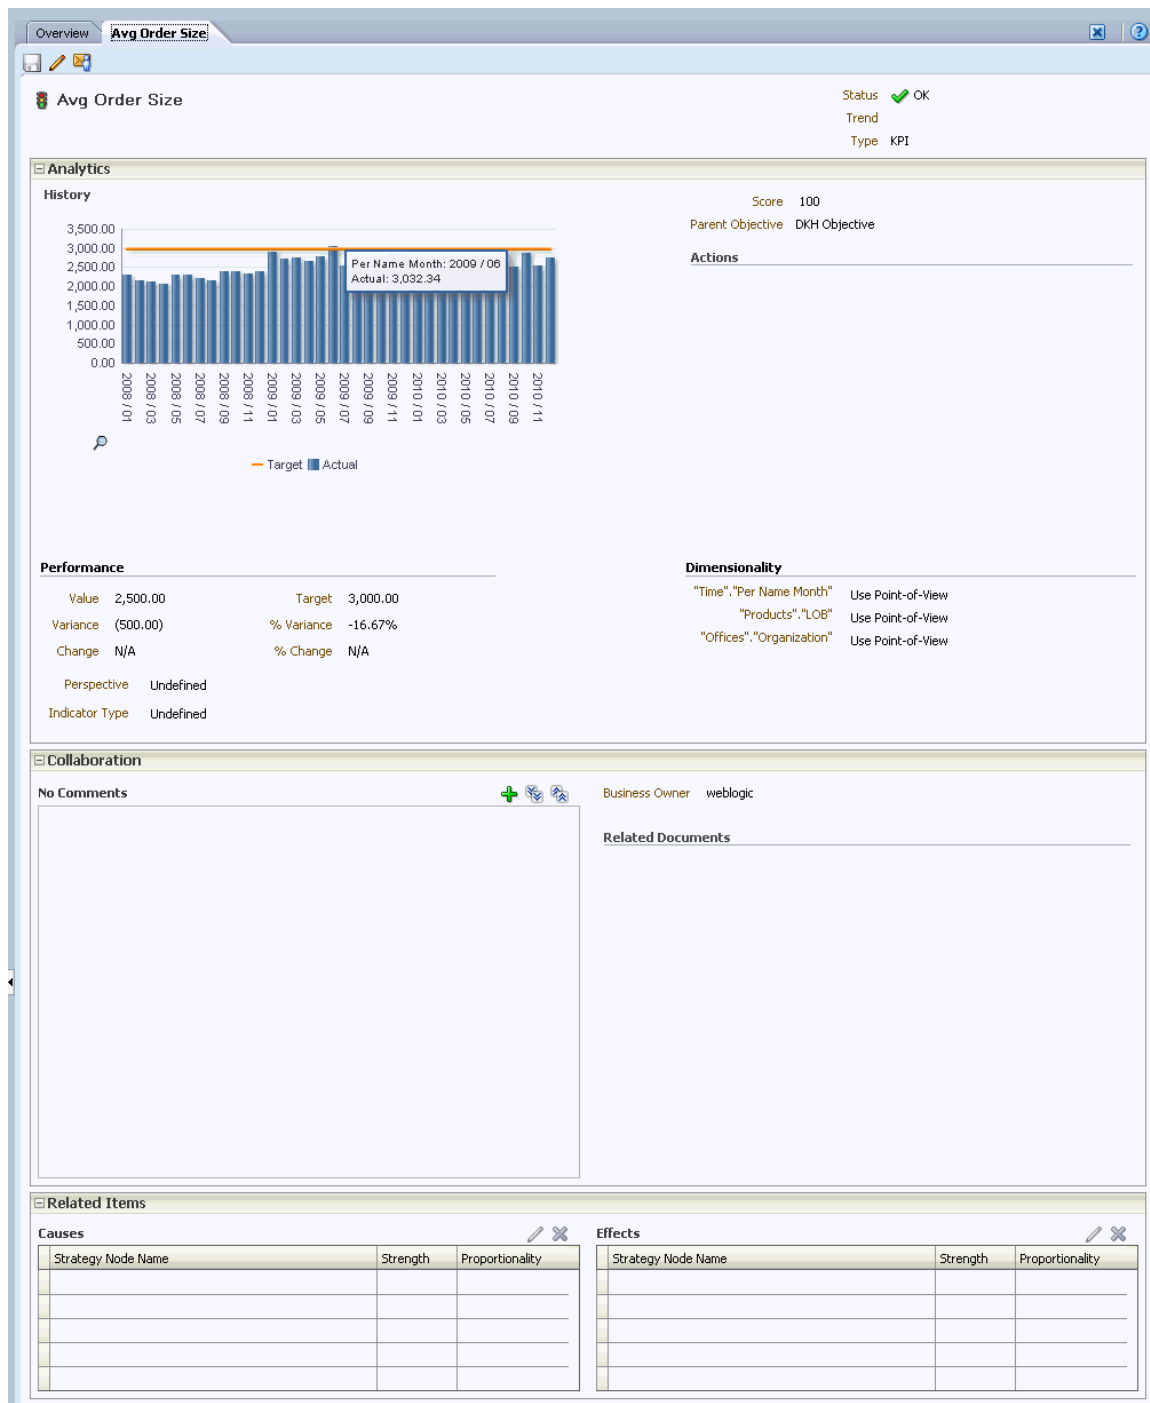 Overview
Avg Order Size
Avg Order Size
Status OK
Trend
Type KPI
Analytics
History
3,500.00
3,000.00
2,500.00
2,000.00
1,500.00
1,000.00
500.00
0.00
Per Name Month: 2009 / 06
Actual: 3,032.34
2008 / 01
2008 / 03
2008 / 05
2008 / 07
2008 / 09
2008 / 11
2009 / 01
2009 / 03
2009 / 05
2009 / 07
2009 / 09
2009 / 11
2010 / 01
2010 / 03
2010 / 05
2010 / 07
2010 / 09
2010 / 11
Target Actual
Score 100
Parent Objective DKH Objective
Actions
Performance
Value 2,500.00 Target 3,000.00
Variance (500.00) % Variance -16.67%
Change N/A % Change N/A
Perspective Undefined
Indicator Type Undefined
Dimensionality
"Time"."Per Name Month" Use Point-of-View
"Products"."LOB" Use Point-of-View
"Offices"."Organization" Use Point-of-View
Collaboration
No Comments
Business Owner weblogic
Related Documents
Related Items
Causes
Strategy Node Name Strength Proportionality
Effects
Strategy Node Name Strength Proportionality